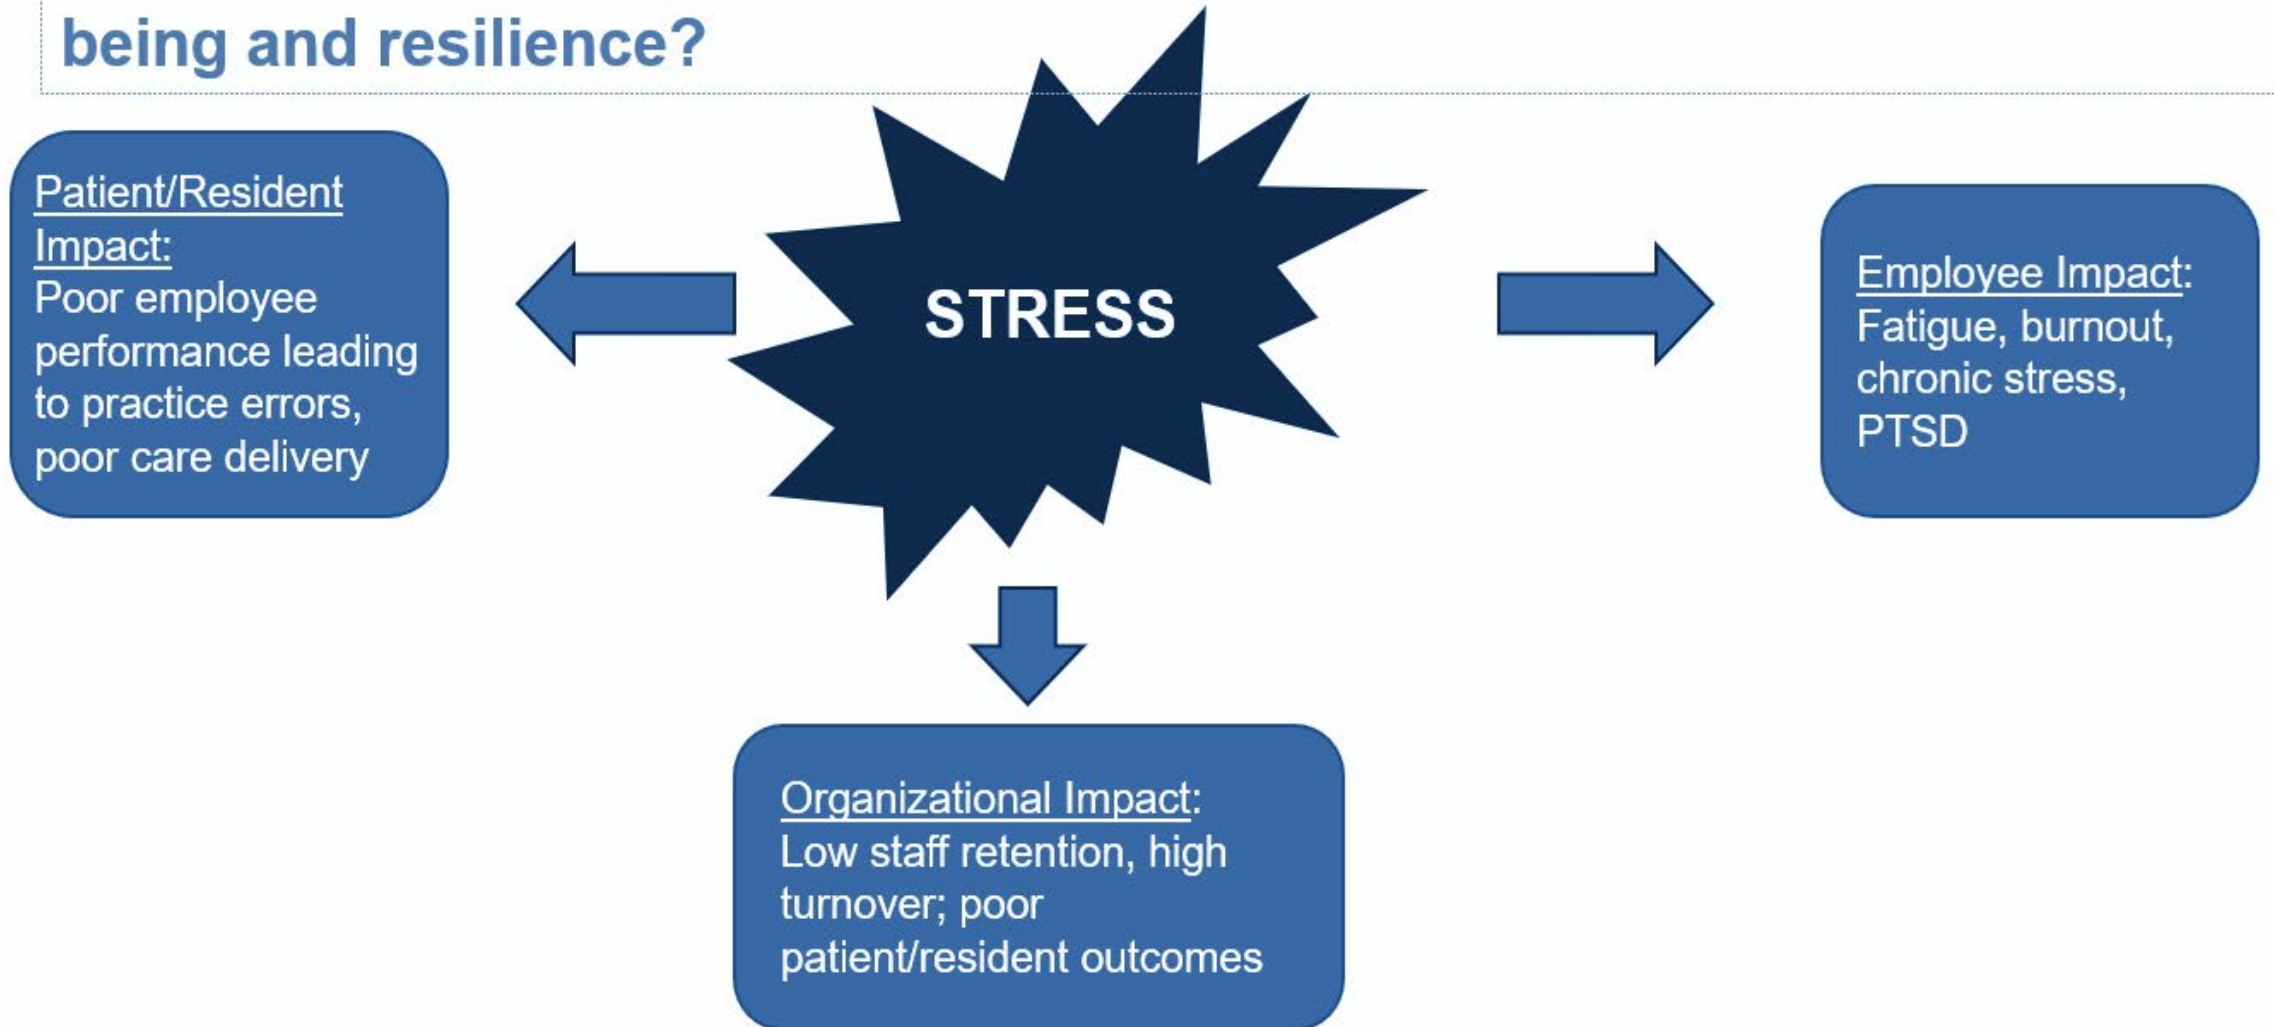 being and resilience?
Patient/Resident
Impact:
Poor employee
performance leading
to practice errors,
poor care delivery
STRESS
Employee Impact:
Fatigue, burnout,
chronic stress,
PTSD
Organizational Impact:
Low staff retention, high
turnover; poor
patient/resident outcomes